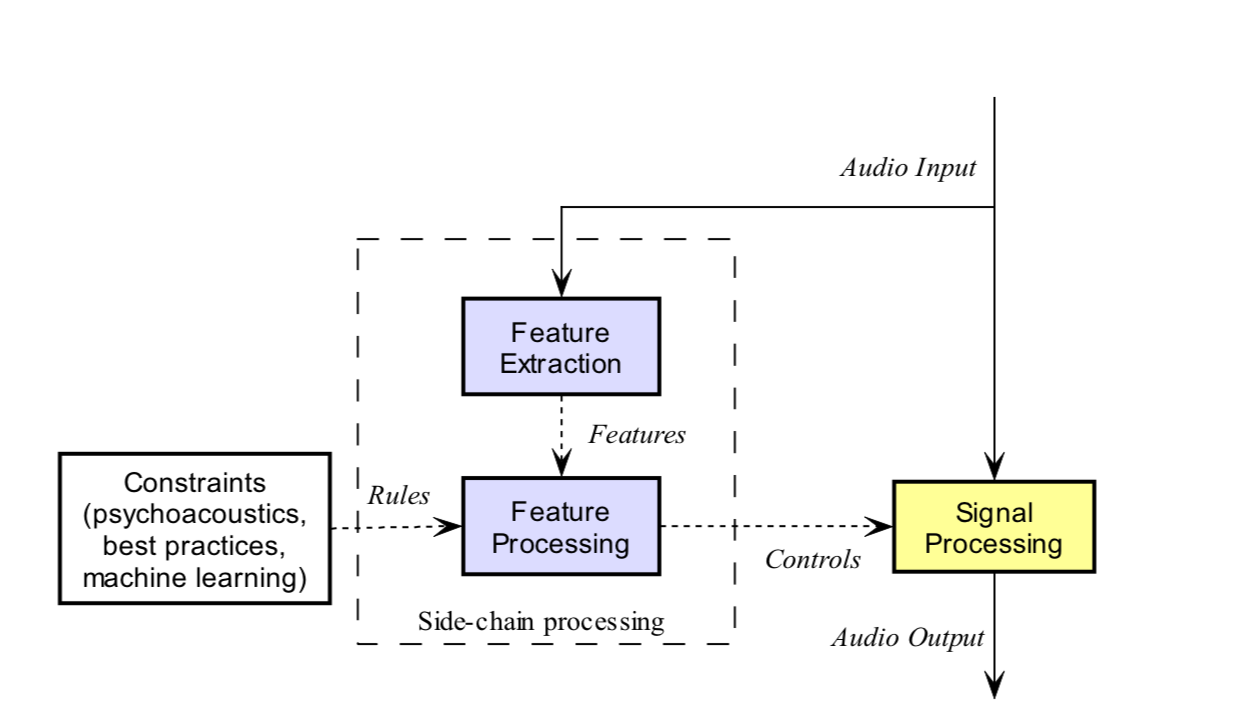 Audio Input
Feature
Extraction
Features
Constraints
(psychoacoustics,
best practices,
machine learning)
Rules
Feature
Processing
Controls
Signal
Processing
Side-chain processing
Audio Output